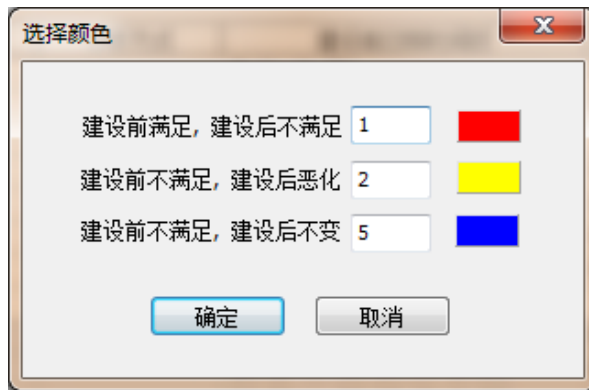 选择颜色
建设前满足, 建设后不满足 1
建设前不满足, 建设后恶化 2
建设前不满足, 建设后不变 5
确定 取消